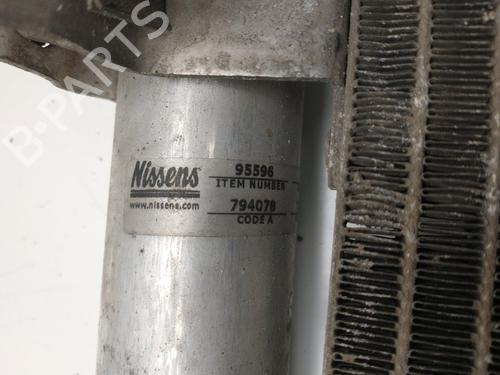 B-PARTS
Nissens
www.nissens.com
95596
ITEM NUMBER
794078
CODE A